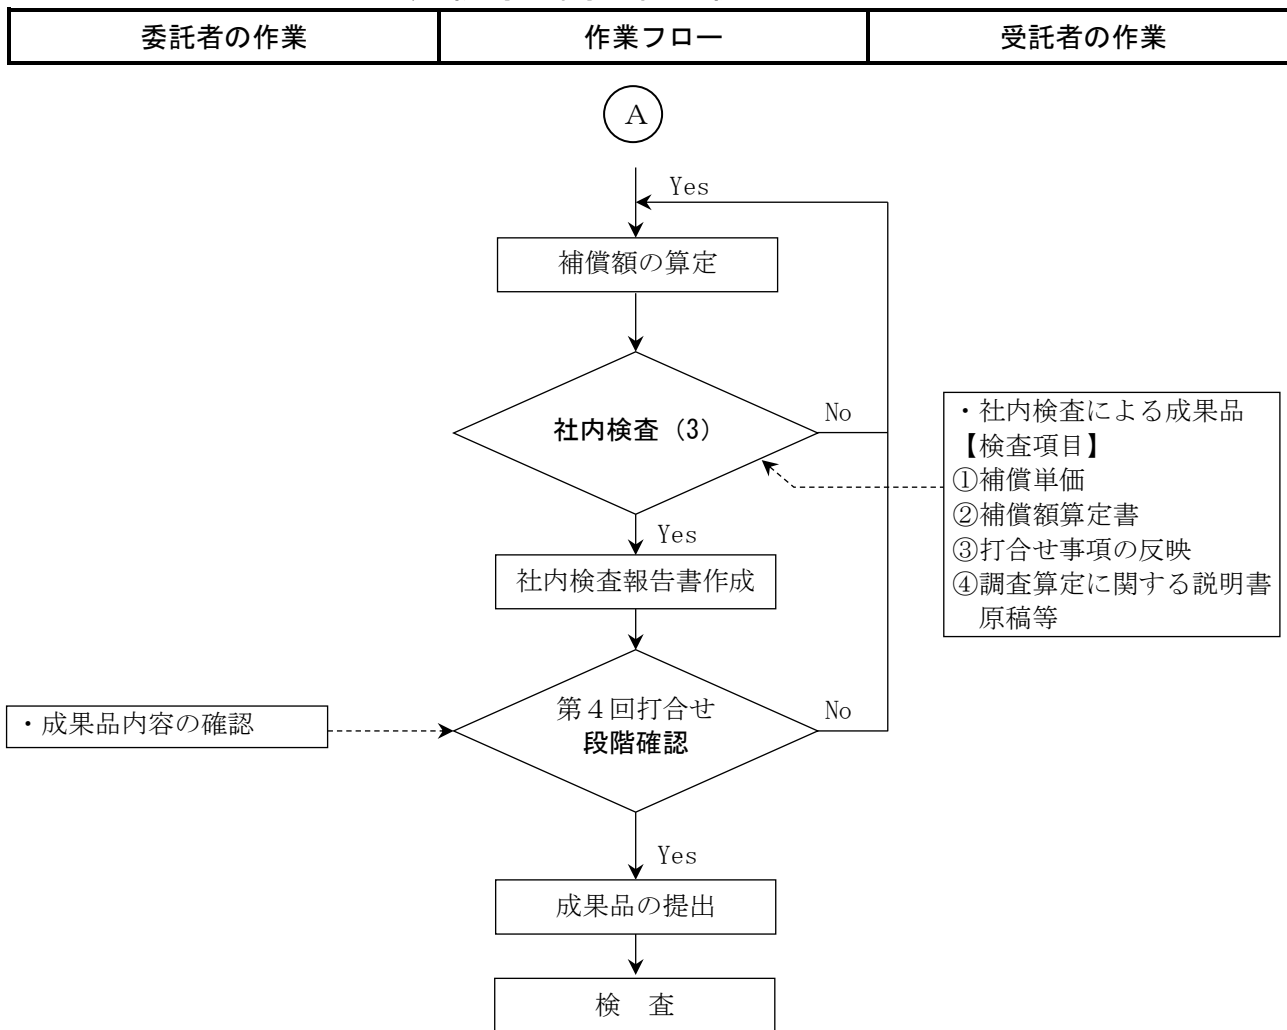 委託者の作業
作業フロー
受託者の作業
A
Yes
補償額の算定
社内検査（3）
No
・社内検査による成果品
【検査項目】
①補償単価
②補償額算定書
③打合せ事項の反映
④調査算定に関する説明書
原稿等
Yes
社内検査報告書作成
・成果品内容の確認
第４回打合せ
段階確認
No
Yes
成果品の提出
検　査